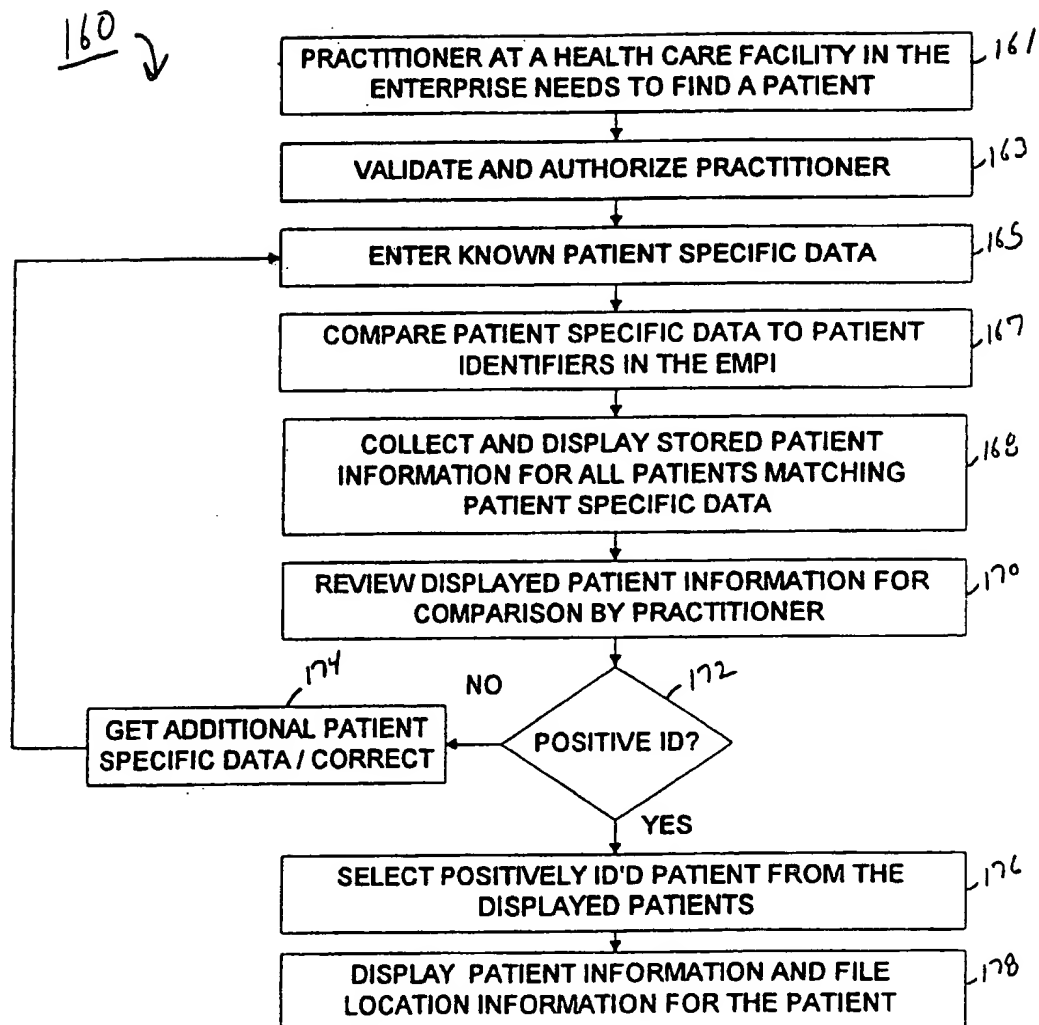 160
PRACTITIONER AT A HEALTH CARE FACILITY IN THE
ENTERPRISE NEEDS TO FIND A PATIENT
161
VALIDATE AND AUTHORIZE PRACTITIONER
163
ENTER KNOWN PATIENT SPECIFIC DATA
165
COMPARE PATIENT SPECIFIC DATA TO PATIENT
IDENTIFIERS IN THE EMPI
167
COLLECT AND DISPLAY STORED PATIENT
INFORMATION FOR ALL PATIENTS MATCHING
PATIENT SPECIFIC DATA
168
REVIEW DISPLAYED PATIENT INFORMATION FOR
COMPARISON BY PRACTITIONER
170
172
POSITIVE ID?
NO
174
GET ADDITIONAL PATIENT
SPECIFIC DATA / CORRECT
YES
SELECT POSITIVELY ID'D PATIENT FROM THE
DISPLAYED PATIENTS
176
DISPLAY PATIENT INFORMATION AND FILE
LOCATION INFORMATION FOR THE PATIENT
178